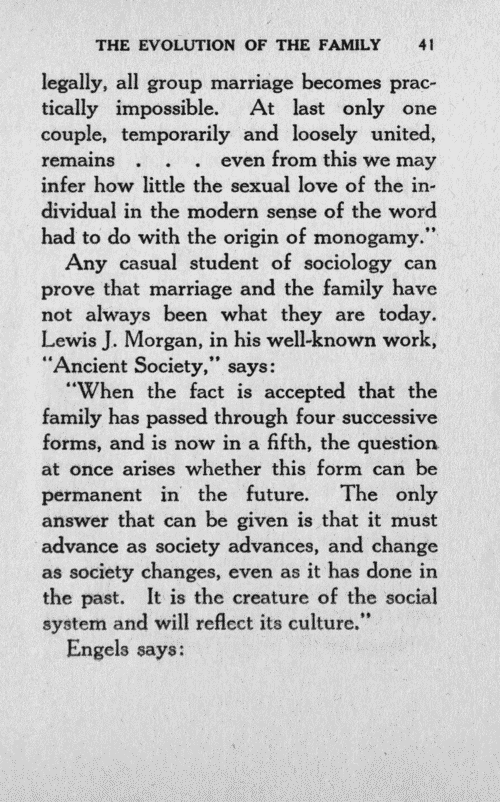 THE EVOLUTION OF THE FAMILY 41
legally, all group marriage becomes prac-
tically impossible. At last only one
couple, temporarily and loosely united,
remains . . . even from this we may
infer how little the sexual love of the in-
dividual in the modern sense of the word
had to do with the origin of monogamy."
Any casual student of sociology can
prove that marriage and the family have
not always been what they are today.
Lewis J. Morgan, in his well-known work,
"Ancient Society," says:
"When the fact is accepted that the
family has passed through four successive
forms, and is now in a fifth, the question
at once arises whether this form can be
permanent in the future. The only
answer that can be given is that it must
advance as society advances, and change
as society changes, even as it has done in
the past. It is the creature of the social
system and will reflect its culture."
Engels says: